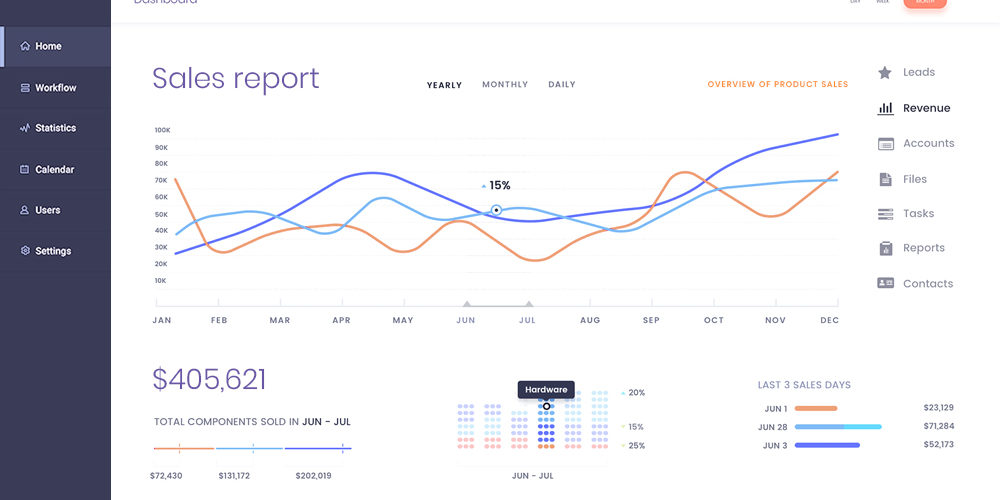 Dashboard
DAY WEEK MONTH
Home
Workflow
Statistics
Calendar
Users
Settings
Sales report
YEARLY MONTHLY DAILY
OVERVIEW OF PRODUCT SALES
100K
90K
80K
70K
60K
50K
40K
30K
20K
10K
15%
JAN FEB MAR APR MAY JUN JUL AUG SEP OCT NOV DEC
Leads
Revenue
Accounts
Files
Tasks
Reports
Contacts
$405,621
TOTAL COMPONENTS SOLD IN JUN - JUL
$72,430 $131,172 $202,019
Hardware
20%
15%
25%
JUN - JUL
LAST 3 SALES DAYS
JUN 1 $23,129
JUN 28 $71,284
JUN 3 $52,173